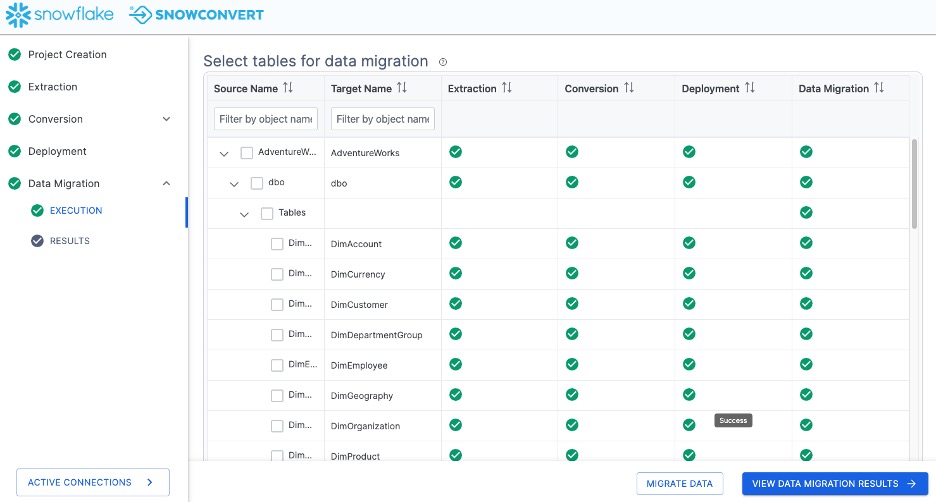 snowflake SNOWCONVERT
Project Creation
Extraction
Conversion
Deployment
Data Migration
EXECUTION
RESULTS
ACTIVE CONNECTIONS
Select tables for data migration
Source Name Target Name Extraction Conversion Deployment Data Migration
Filter by object name Filter by object name
AdventureW... AdventureWorks
dbo dbo
Tables
Dim... DimAccount
Dim... DimCurrency
Dim... DimCustomer
Dim... DimDepartmentGroup
DimE... DimEmployee
Dim... DimGeography
Success
Dim... DimOrganization
Dim... DimProduct
MIGRATE DATA VIEW DATA MIGRATION RESULTS